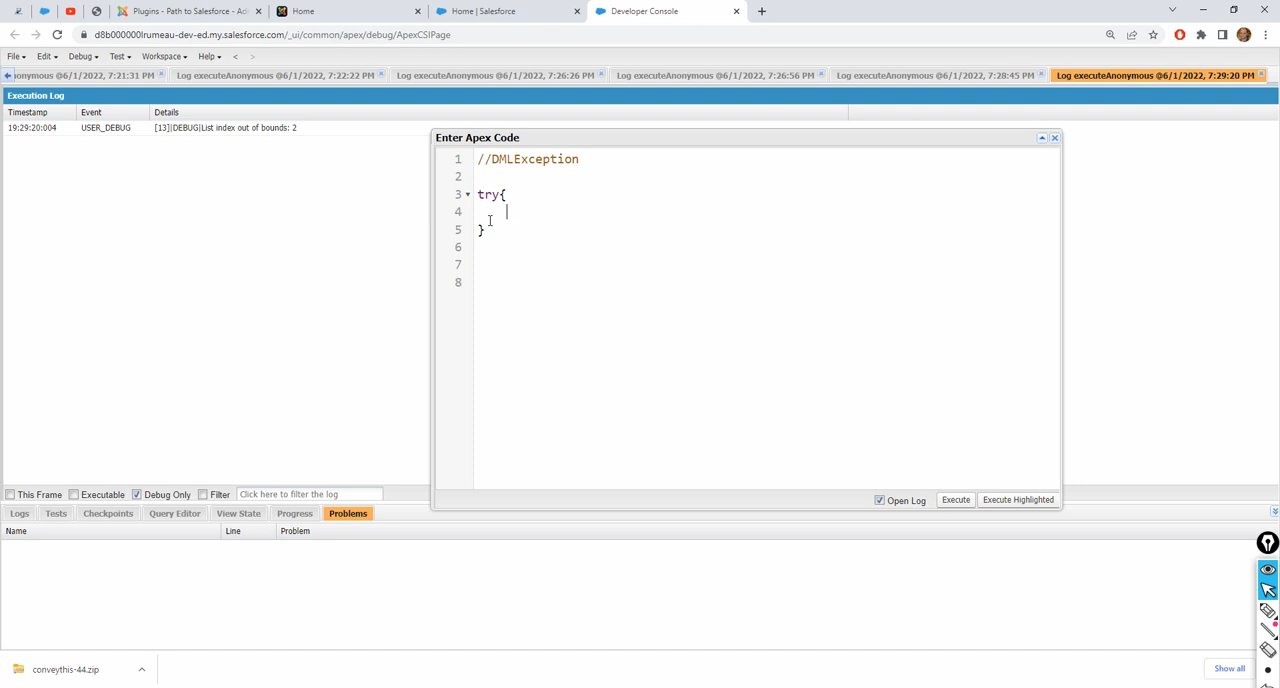 Plugins - Path to Salesforce - Ad
Home
Home | Salesforce
Developer Console
d8b000000lrumeau-dev-ed.my.salesforce.com/_ui/common/apex/debug/ApexCSIPage
File Edit Debug Test Workspace Help < >
onymous @6/1/2022, 7:21:31 PM
Log executeAnonymous @6/1/2022, 7:22:22 PM
Log executeAnonymous @6/1/2022, 7:26:26 PM
Log executeAnonymous @6/1/2022, 7:26:56 PM
Log executeAnonymous @6/1/2022, 7:28:45 PM
Log executeAnonymous @6/1/2022, 7:29:20 PM
Execution Log
Timestamp Event Details
19:29:20:004 USER_DEBUG [13]|DEBUG|List index out of bounds: 2
Enter Apex Code
1 //DMLException
2
3 try{
4
5 }
6
7
8
Open Log Execute Execute Highlighted
This Frame Executable Debug Only Filter Click here to filter the log
Logs Tests Checkpoints Query Editor View State Progress Problems
Name Line Problem
conveythis-44.zip
Show all